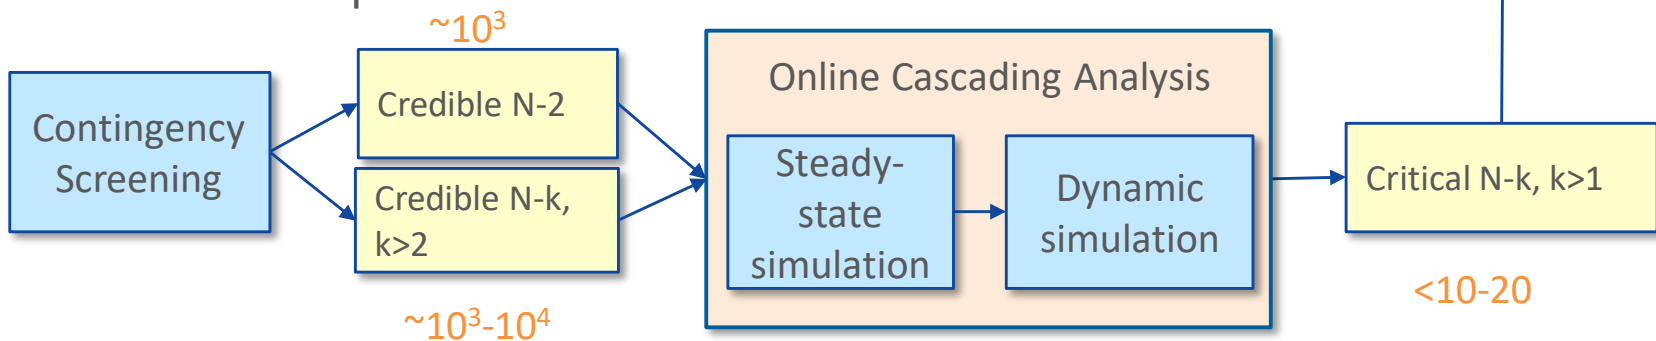 ~10³
Contingency
Screening
Credible N-2
Credible N-k,
k>2
~10³-10⁴
Online Cascading Analysis
Steady-
state
simulation
Dynamic
simulation
Critical N-k, k>1
<10-20